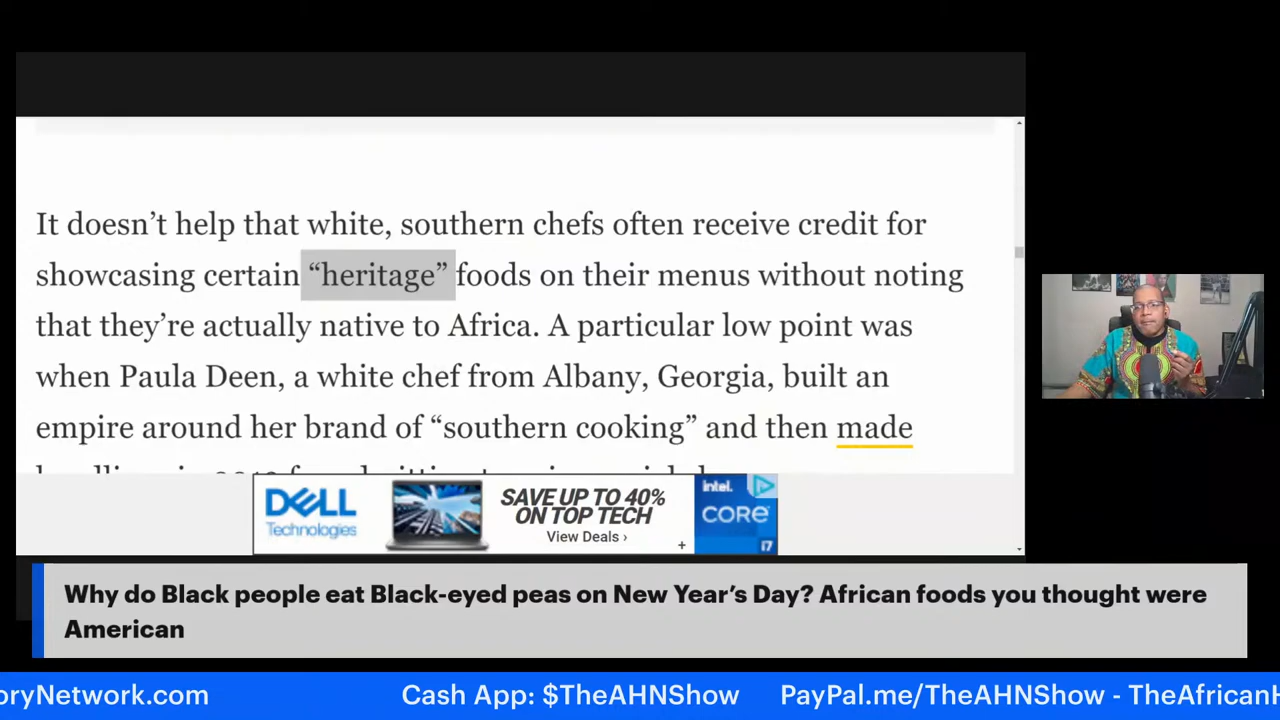 It doesn’t help that white, southern chefs often receive credit for
showcasing certain “heritage” foods on their menus without noting
that they’re actually native to Africa. A particular low point was
when Paula Deen, a white chef from Albany, Georgia, built an
empire around her brand of “southern cooking” and then made
DELL
Technologies
SAVE UP TO 40%
ON TOP TECH
View Deals ›
intel.
CORE
i7
Why do Black people eat Black-eyed peas on New Year’s Day? African foods you thought were
American
oryNetwork.com Cash App: $TheAHNShow PayPal.me/TheAHNShow - TheAfricanH